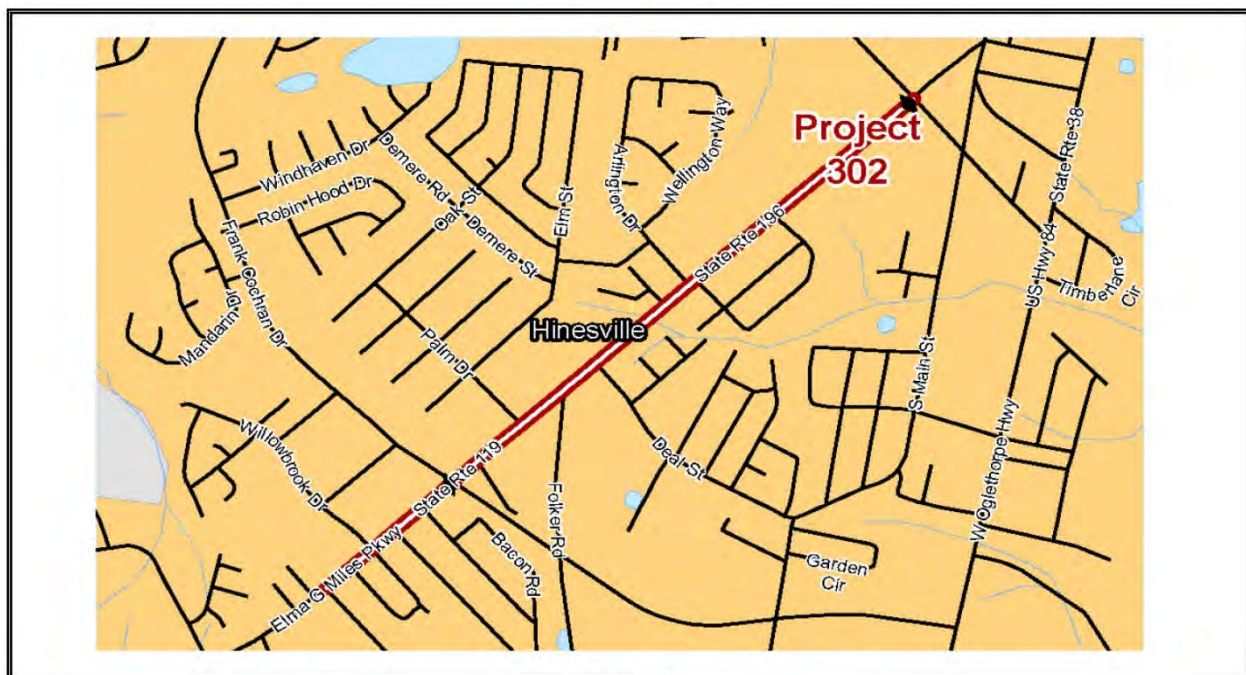 Project
302
State Rte 38
Wellington Way
Arlington Dr
Windhaven Dr
Demere Rd
Oak St
Robin Hood Dr
Elm St
Demere St
State Rte 196
Frank Cochran Dr
US Hwy 84
Timberlane
Cir
Mandarin Dr
Hinesville
Palm Dr
S Main St
Willowbrook Dr
Deal St
State Rte 119
W Oglethorpe Hwy
Folker Rd
Bacon Rd
Garden
Cir
Elma G Miles Pkwy